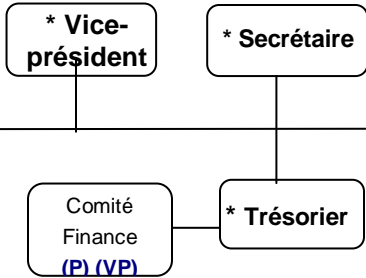 * Vice-
président
* Secrétaire
Comité
Finance
(P) (VP)
* Trésorier